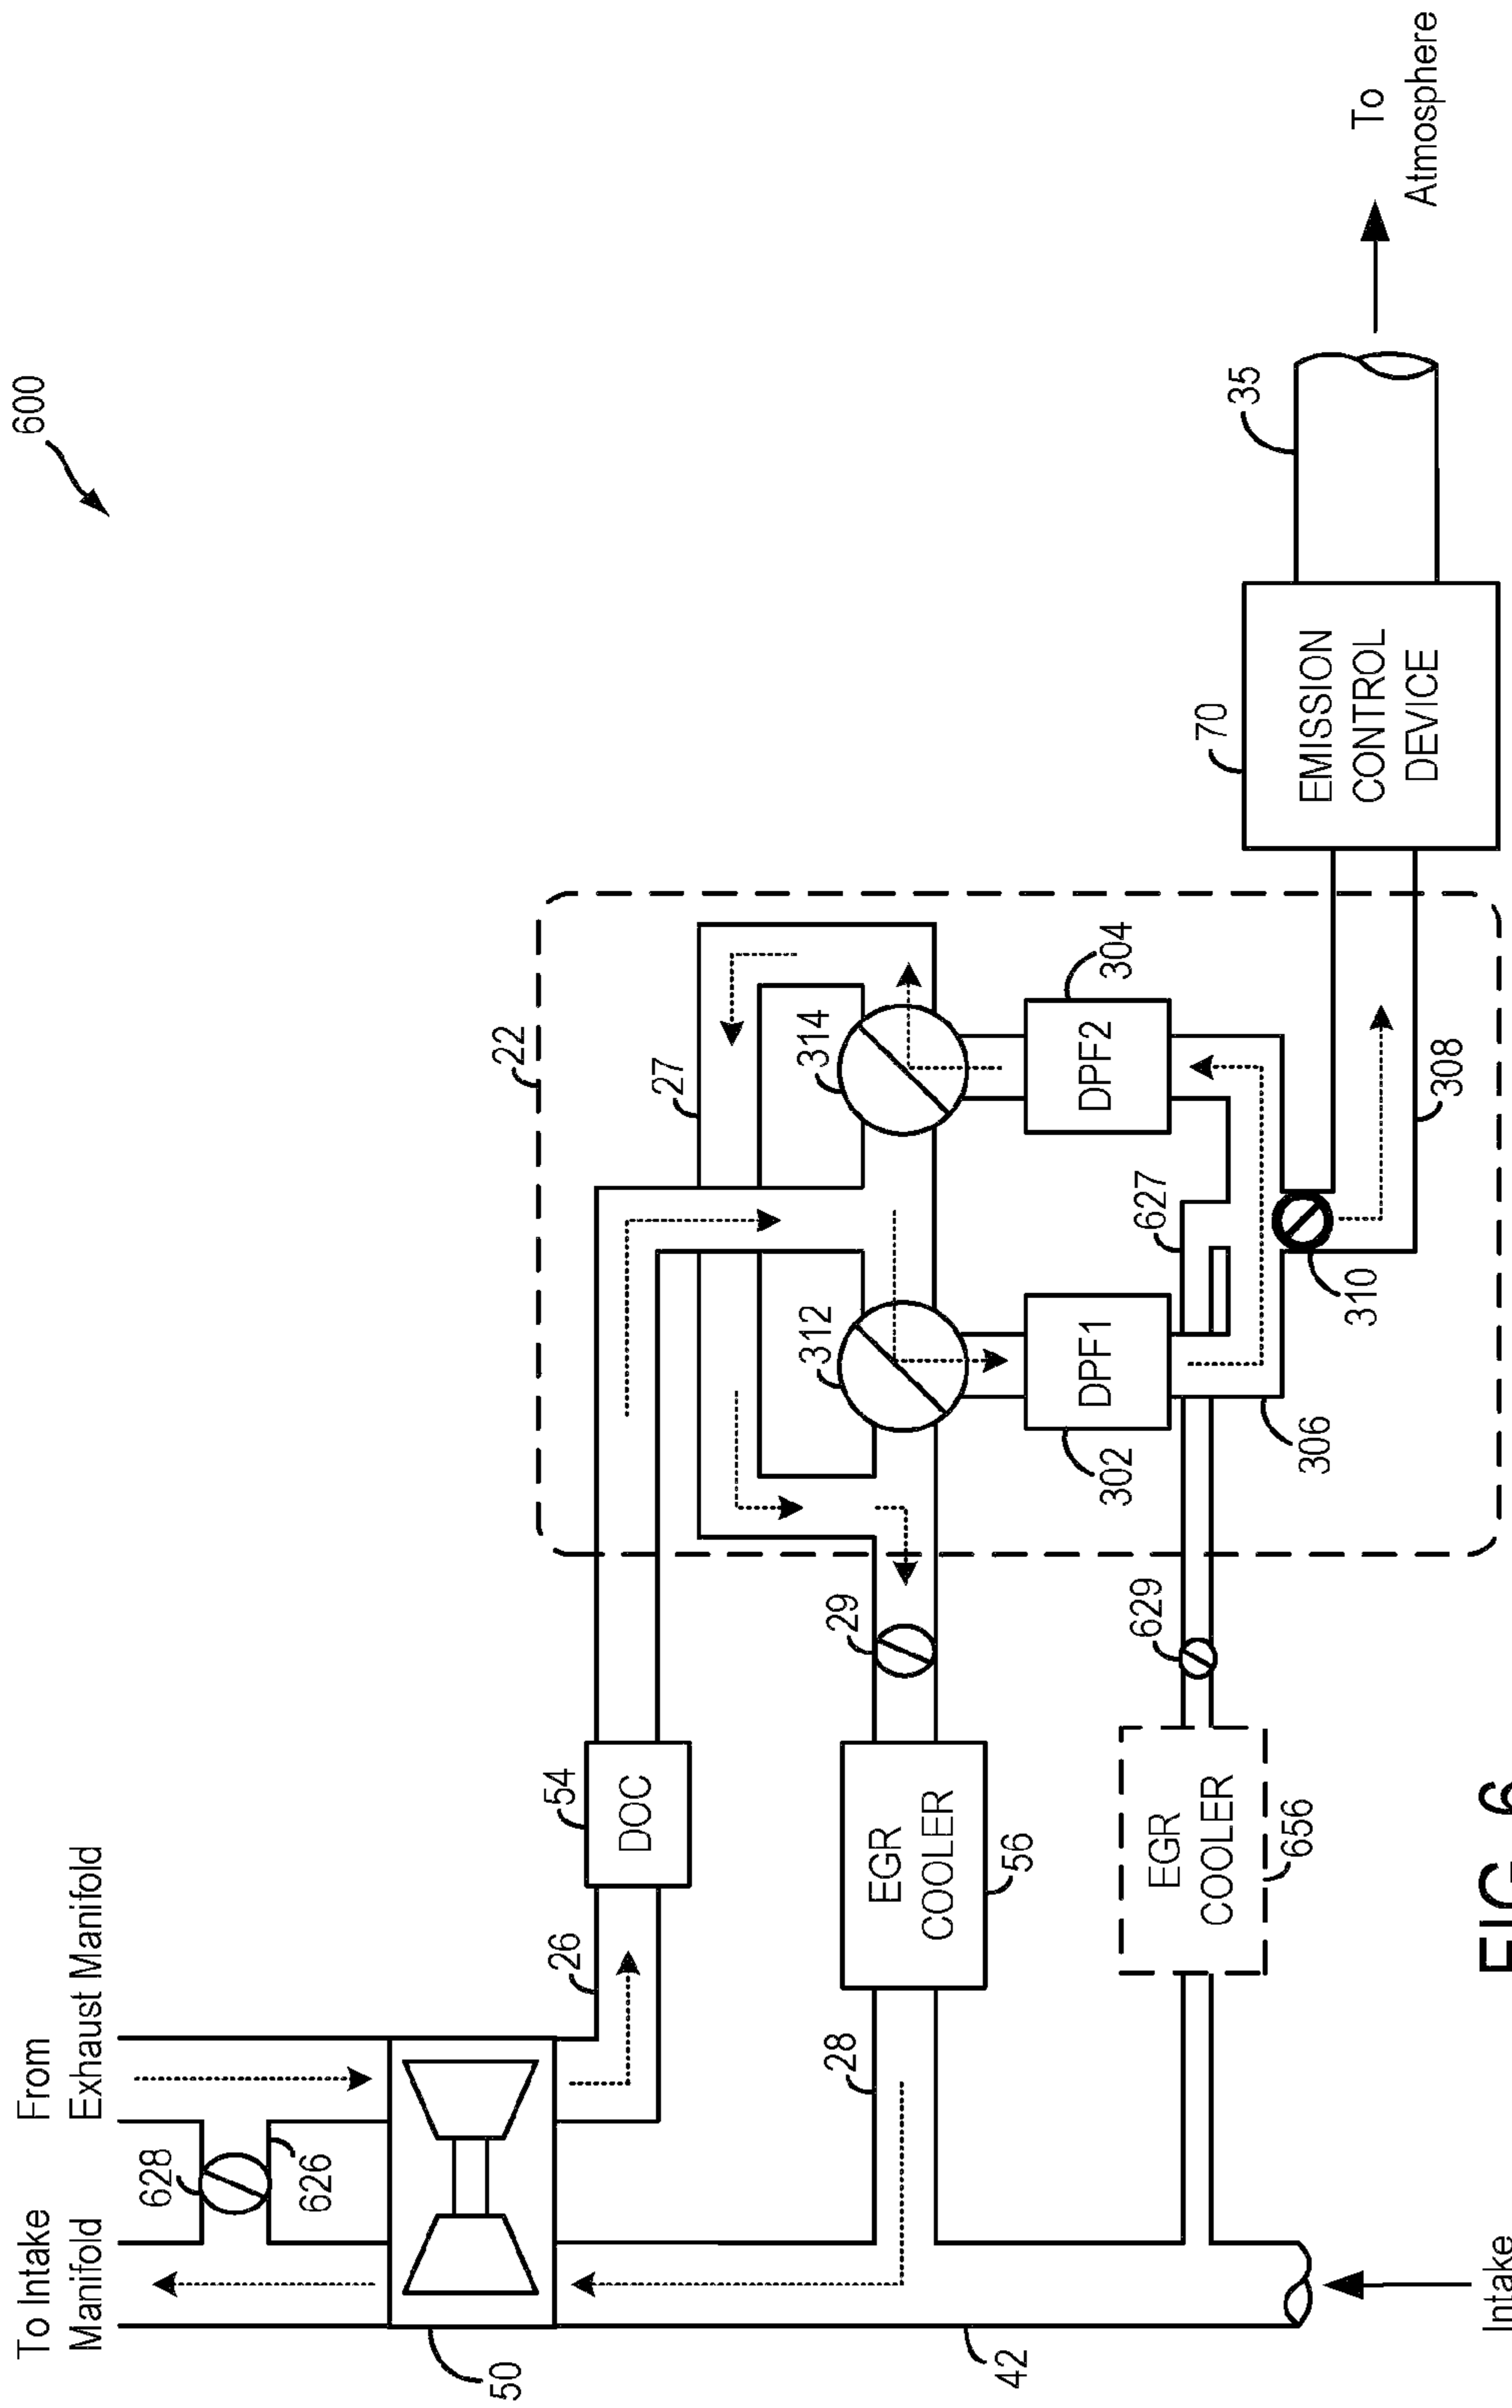 600
To Intake
Manifold
From
Exhaust Manifold
628
626
50
26
54
DOC
22
27
312
314
28
29
EGR
COOLER
56
42
DPF1
302
DPF2
304
627
629
EGR
COOLER
656
306
310
308
70
EMISSION
CONTROL
DEVICE
35
To
Atmosphere
Intake
FIG. 6